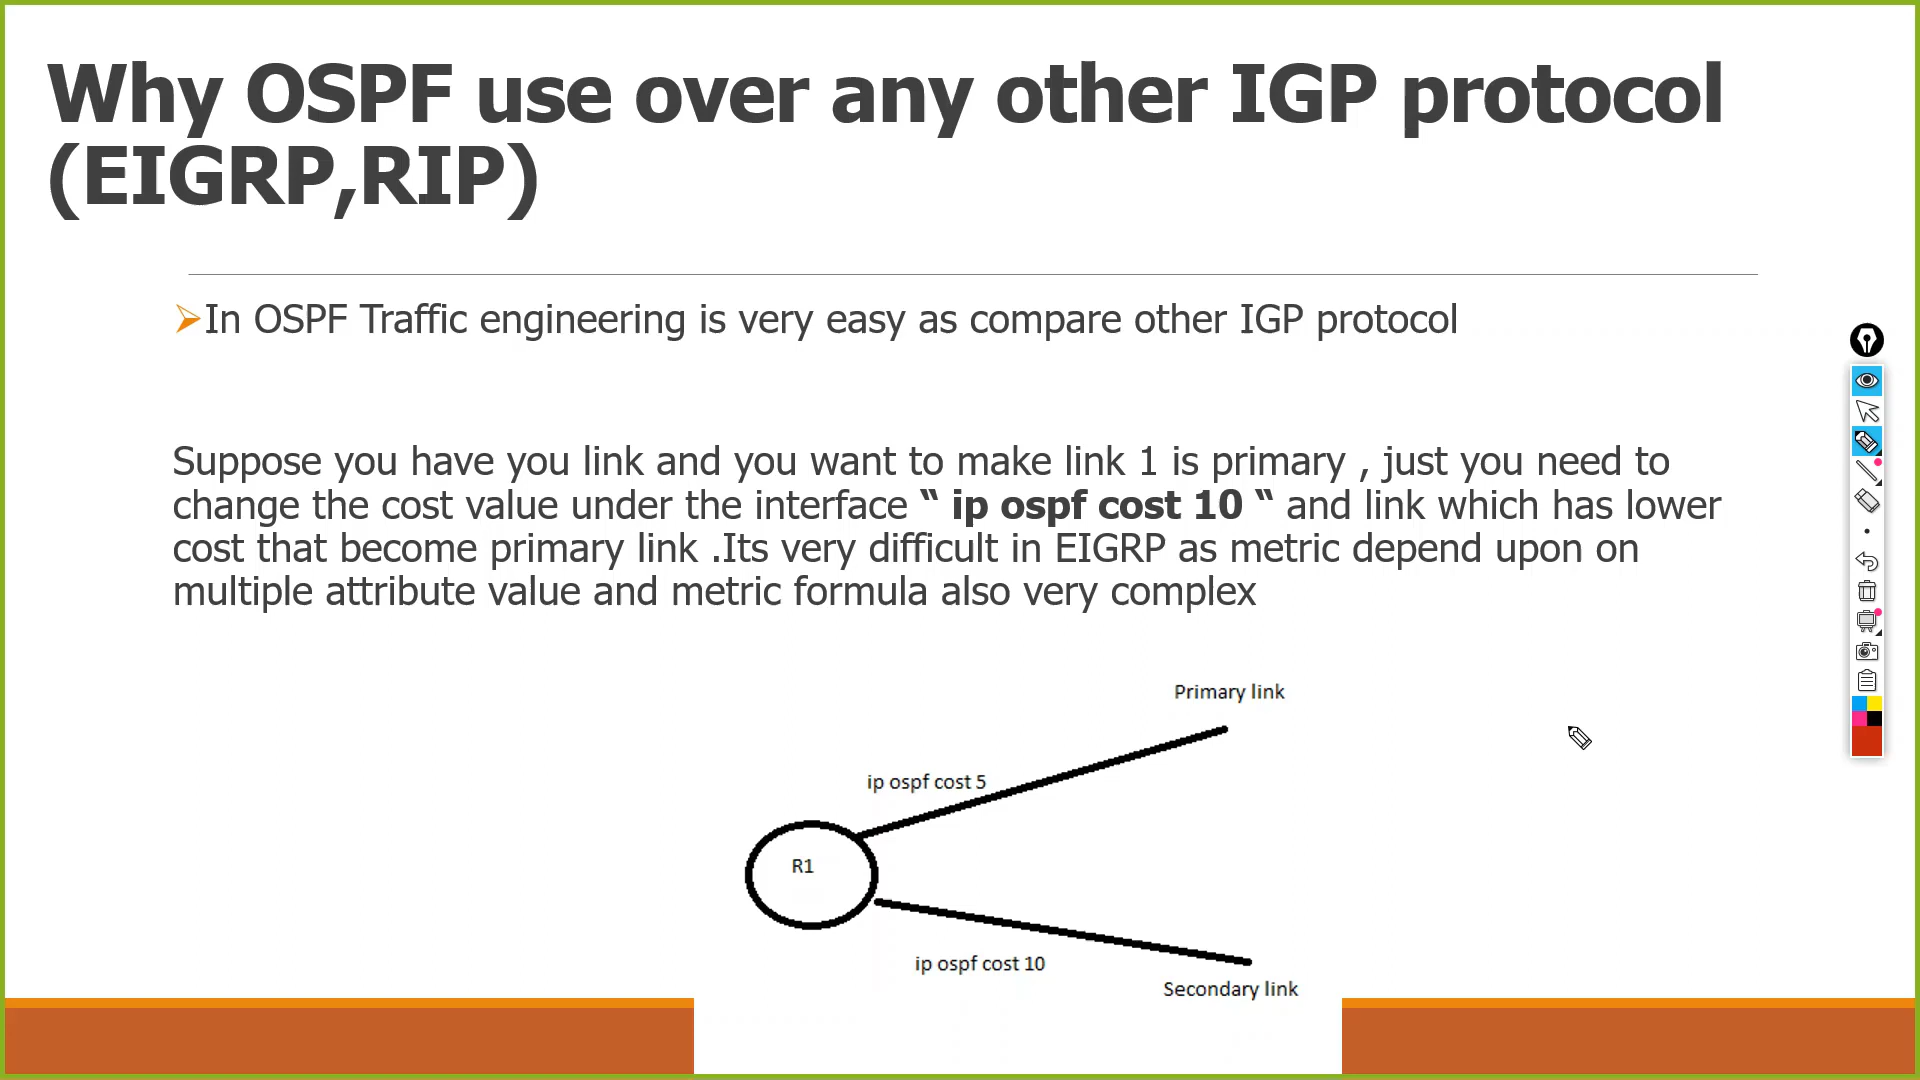 Why OSPF use over any other IGP protocol
(EIGRP,RIP)
In OSPF Traffic engineering is very easy as compare other IGP protocol
Suppose you have you link and you want to make link 1 is primary , just you need to
change the cost value under the interface “ ip ospf cost 10 “ and link which has lower
cost that become primary link .Its very difficult in EIGRP as metric depend upon on
multiple attribute value and metric formula also very complex
Primary link
ip ospf cost 5
R1
ip ospf cost 10
Secondary link